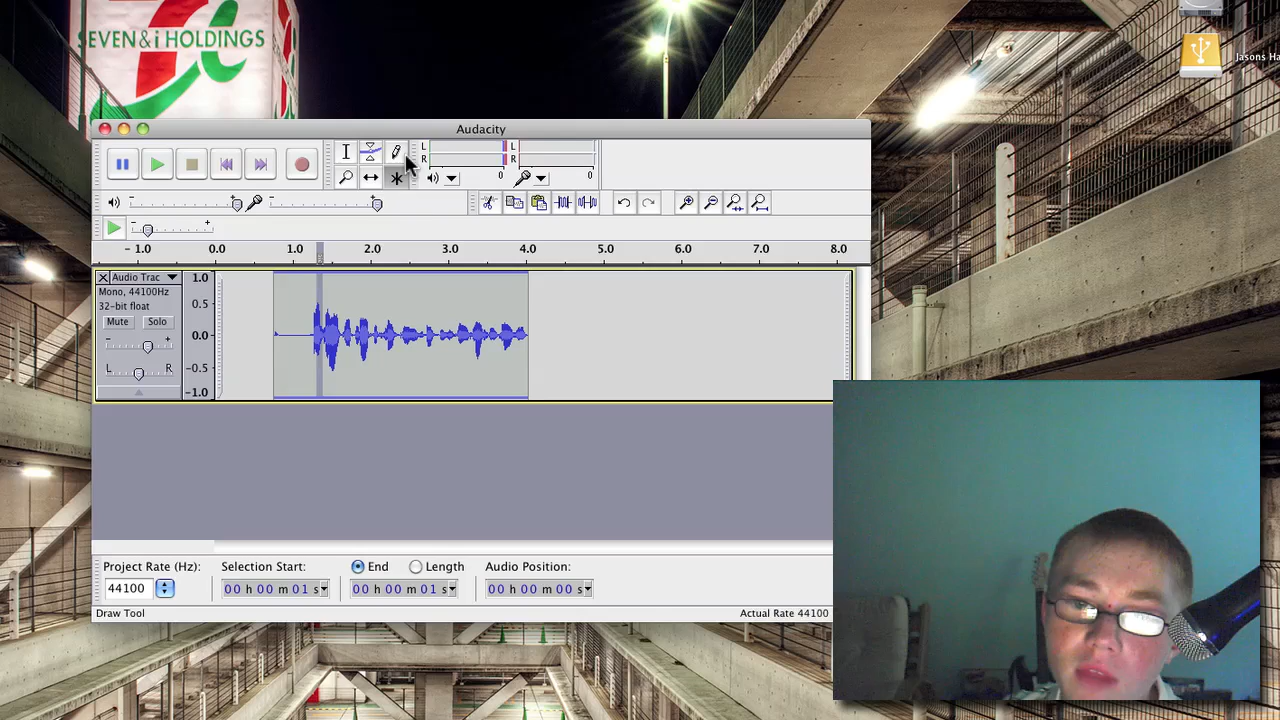 SEVEN & i HOLDINGS
Jasons Ha
Audacity
L
R
0
L
R
0
- +
- +
- +
- 1.0 0.0 1.0 2.0 3.0 4.0 5.0 6.0 7.0 8.0
X Audio Trac
Mono, 44100Hz
32-bit float
Mute Solo
- +
L R
1.0
0.5
0.0
-0.5
-1.0
Project Rate (Hz): Selection Start: End Length Audio Position:
44100 00 h 00 m 01 s 00 h 00 m 01 s 00 h 00 m 00 s
Draw Tool Actual Rate 44100